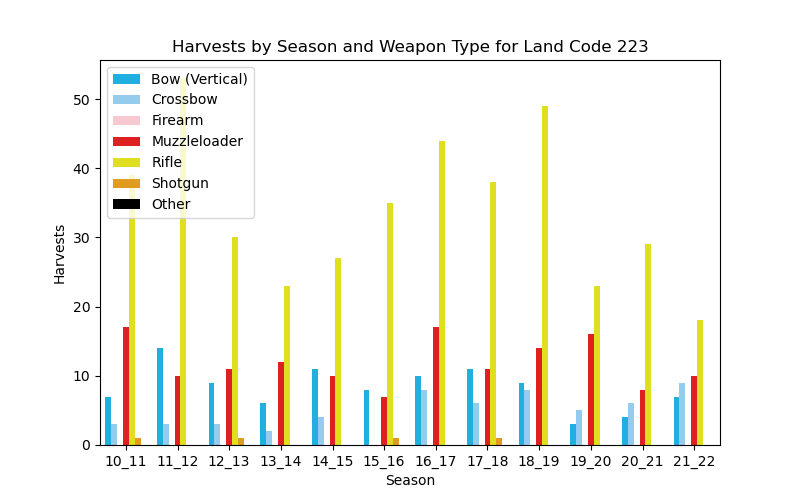 Harvests by Season and Weapon Type for Land Code 223
Bow (Vertical)
Crossbow
Firearm
Muzzleloader
Rifle
Shotgun
Other
50
40
30
20
10
0
Harvests
10_11 11_12 12_13 13_14 14_15 15_16 16_17 17_18 18_19 19_20 20_21 21_22
Season